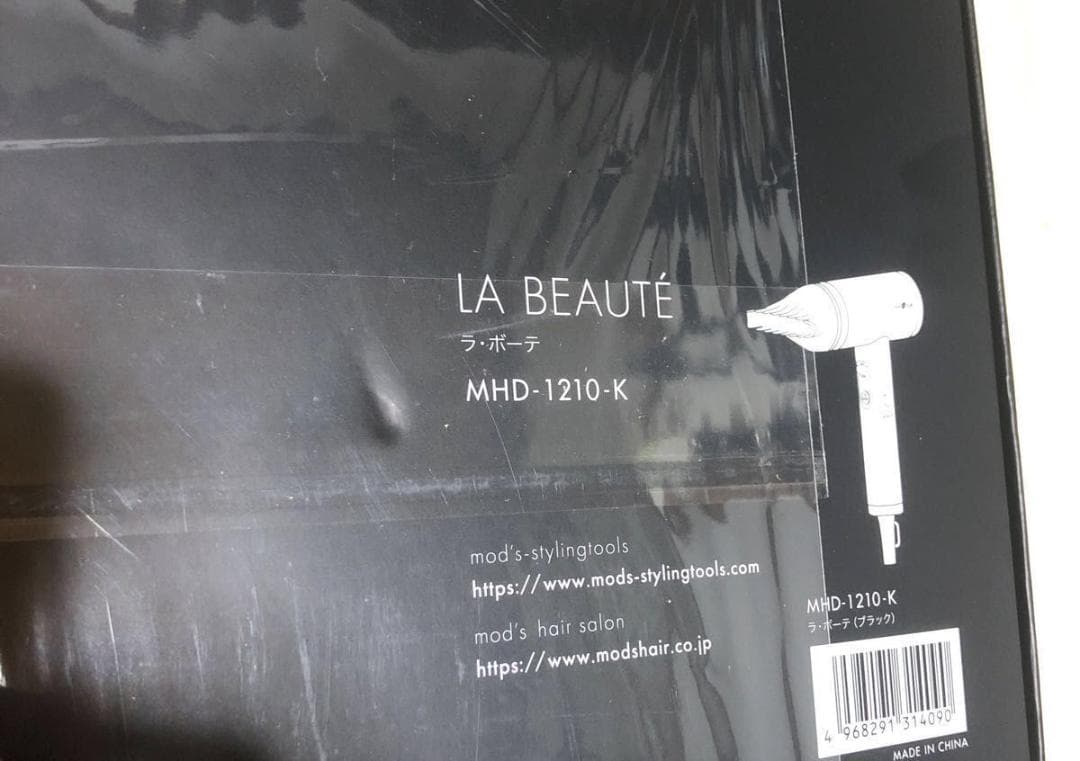 LA BEAUTÉ
ラ・ボーテ
MHD-1210-K
mod's-stylingtools
https://www.mods-stylingtools.com
mod's hair salon
https://www.modshair.co.jp
MHD-1210-K
ラ・ボーテ(ブラック)
4 968291 314090
MADE IN CHINA